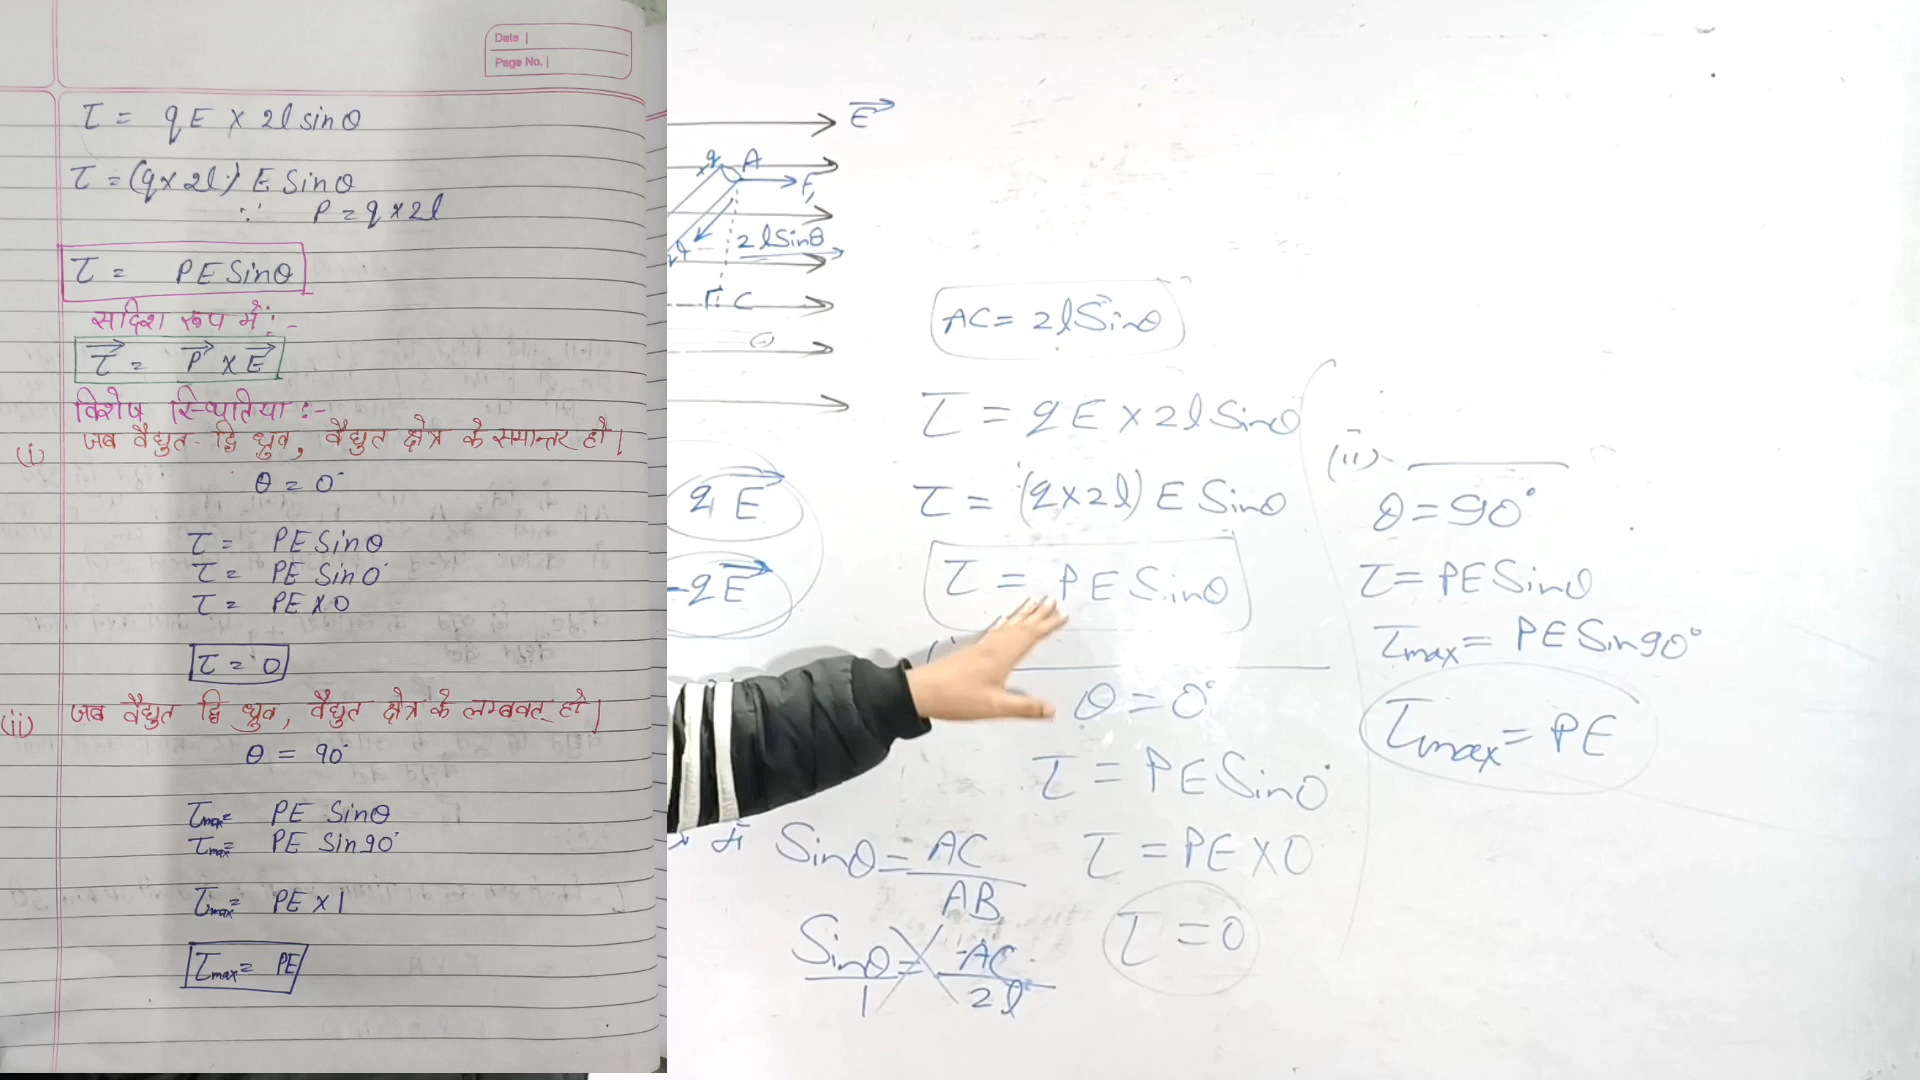 Date |
Page No. |
τ = qE × 2l sinθ
τ = (q × 2l) E Sinθ
∵ P = q × 2l
τ = PE Sinθ
सदिश रूप में :-
τ⃗ = P⃗ × E⃗
विशेष स्थितियां :-
(i) जब वैद्युत द्वि ध्रुव, वैद्युत क्षेत्र के समान्तर हो।
θ = 0°
τ = PE Sinθ
τ = PE Sin0°
τ = PE × 0
τ = 0
(ii) जब वैद्युत द्वि ध्रुव, वैद्युत क्षेत्र के लम्बवत् हो।
θ = 90°
τmax = PE Sinθ
τmax = PE Sin90°
τmax = PE × 1
τmax = PE
E⃗
A
2lSinθ
C
AC = 2lSinθ
τ = qE × 2lSinθ
τ = (q×2l) E Sinθ
τ = PE Sinθ
qE⃗
-qE⃗
θ = 0°
τ = PE Sin0°
τ = PE × 0
τ = 0
में Sinθ = AC/AB
Sinθ/1 = AC/2l
(ii)
θ = 90°
τ = PE Sinθ
τmax = PE Sin90°
τmax = PE